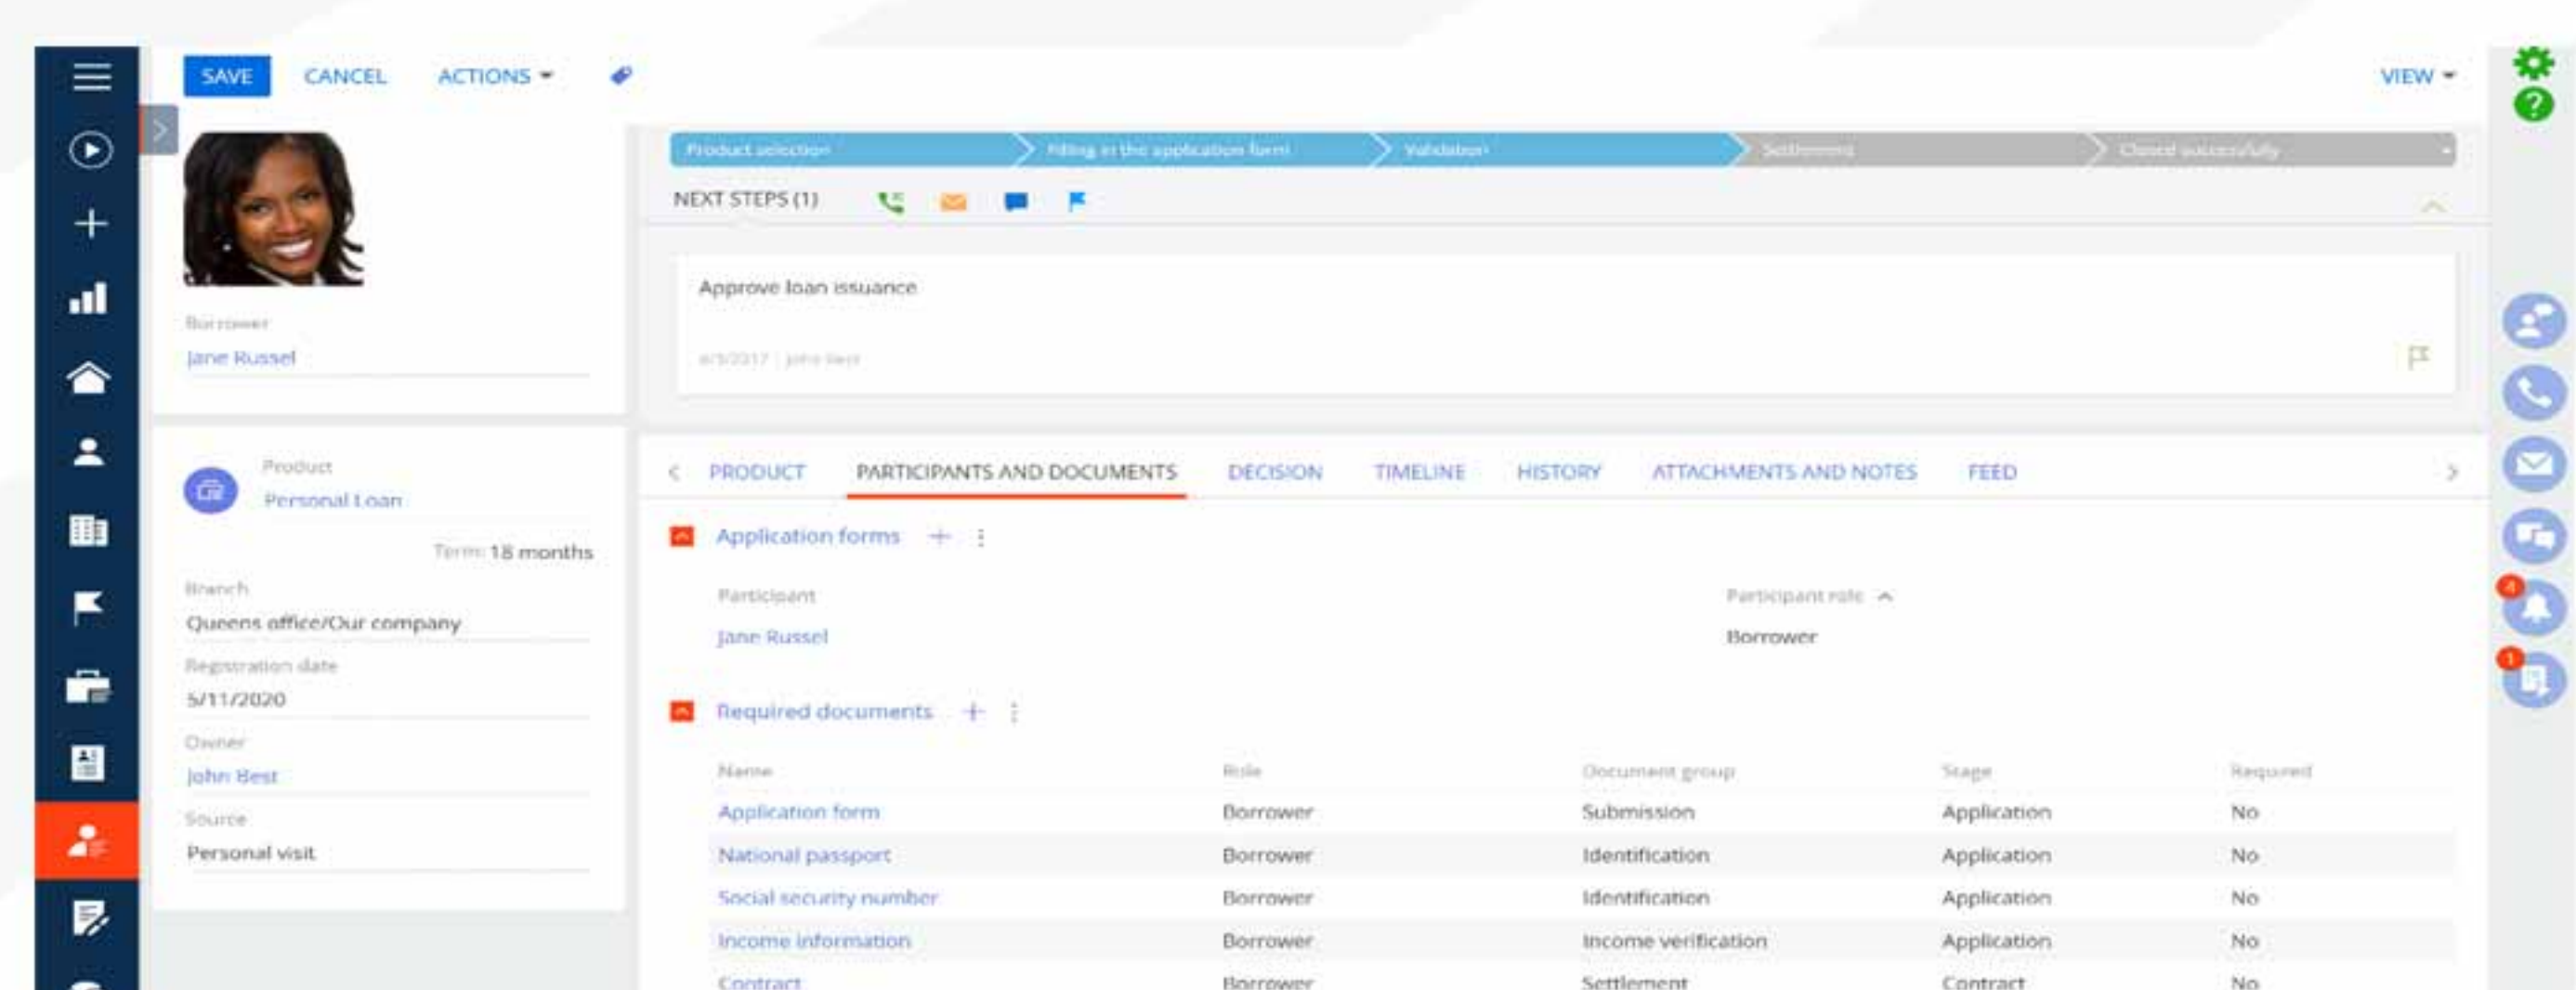 SAVE CANCEL ACTIONS VIEW
Product selection Filling in the application form Validation Settlement Closed successfully
NEXT STEPS (1)
Approve loan issuance
John Best
Borrower
Jane Russel
Product
Personal Loan
Term: 18 months
Branch
Queens office/Our company
Registration date
5/11/2020
Owner
John Best
Source
Personal visit
PRODUCT PARTICIPANTS AND DOCUMENTS DECISION TIMELINE HISTORY ATTACHMENTS AND NOTES FEED
Application forms
Participant Participant role
Jane Russel Borrower
Required documents
Name Role Document group Stage Required
Application form Borrower Submission Application No
National passport Borrower Identification Application No
Social security number Borrower Identification Application No
Income information Borrower Income verification Application No
Contract Borrower Settlement Contract No
4
1